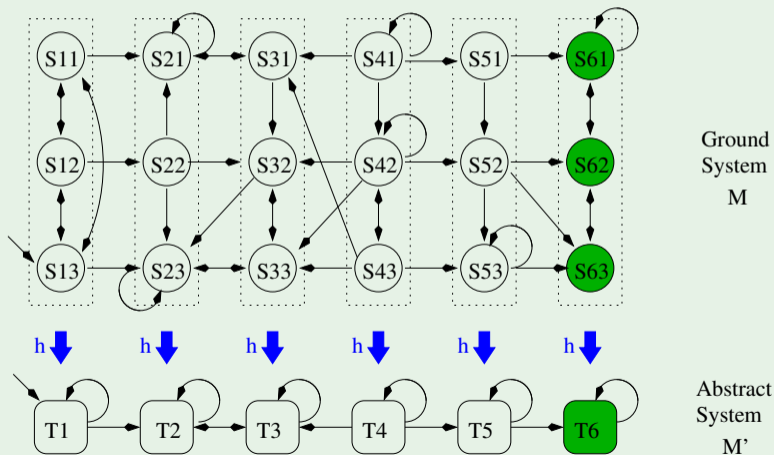 S11 S21 S31 S41 S51 S61
S12 S22 S32 S42 S52 S62
S13 S23 S33 S43 S53 S63
Ground
System
M
h h h h h h
T1 T2 T3 T4 T5 T6
Abstract
System
M'